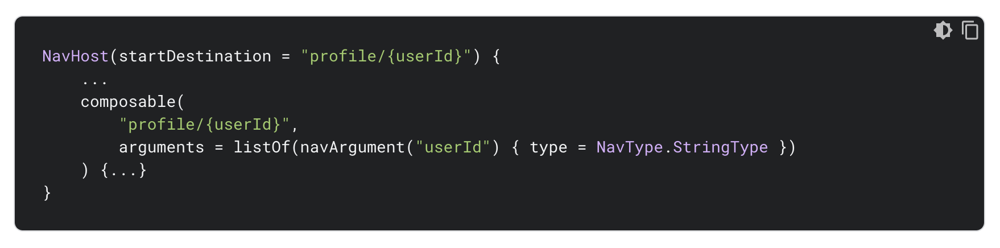 NavHost(startDestination = "profile/{userId}") {
    ...
    composable(
        "profile/{userId}",
        arguments = listOf(navArgument("userId") { type = NavType.StringType })
    ) {...}
}